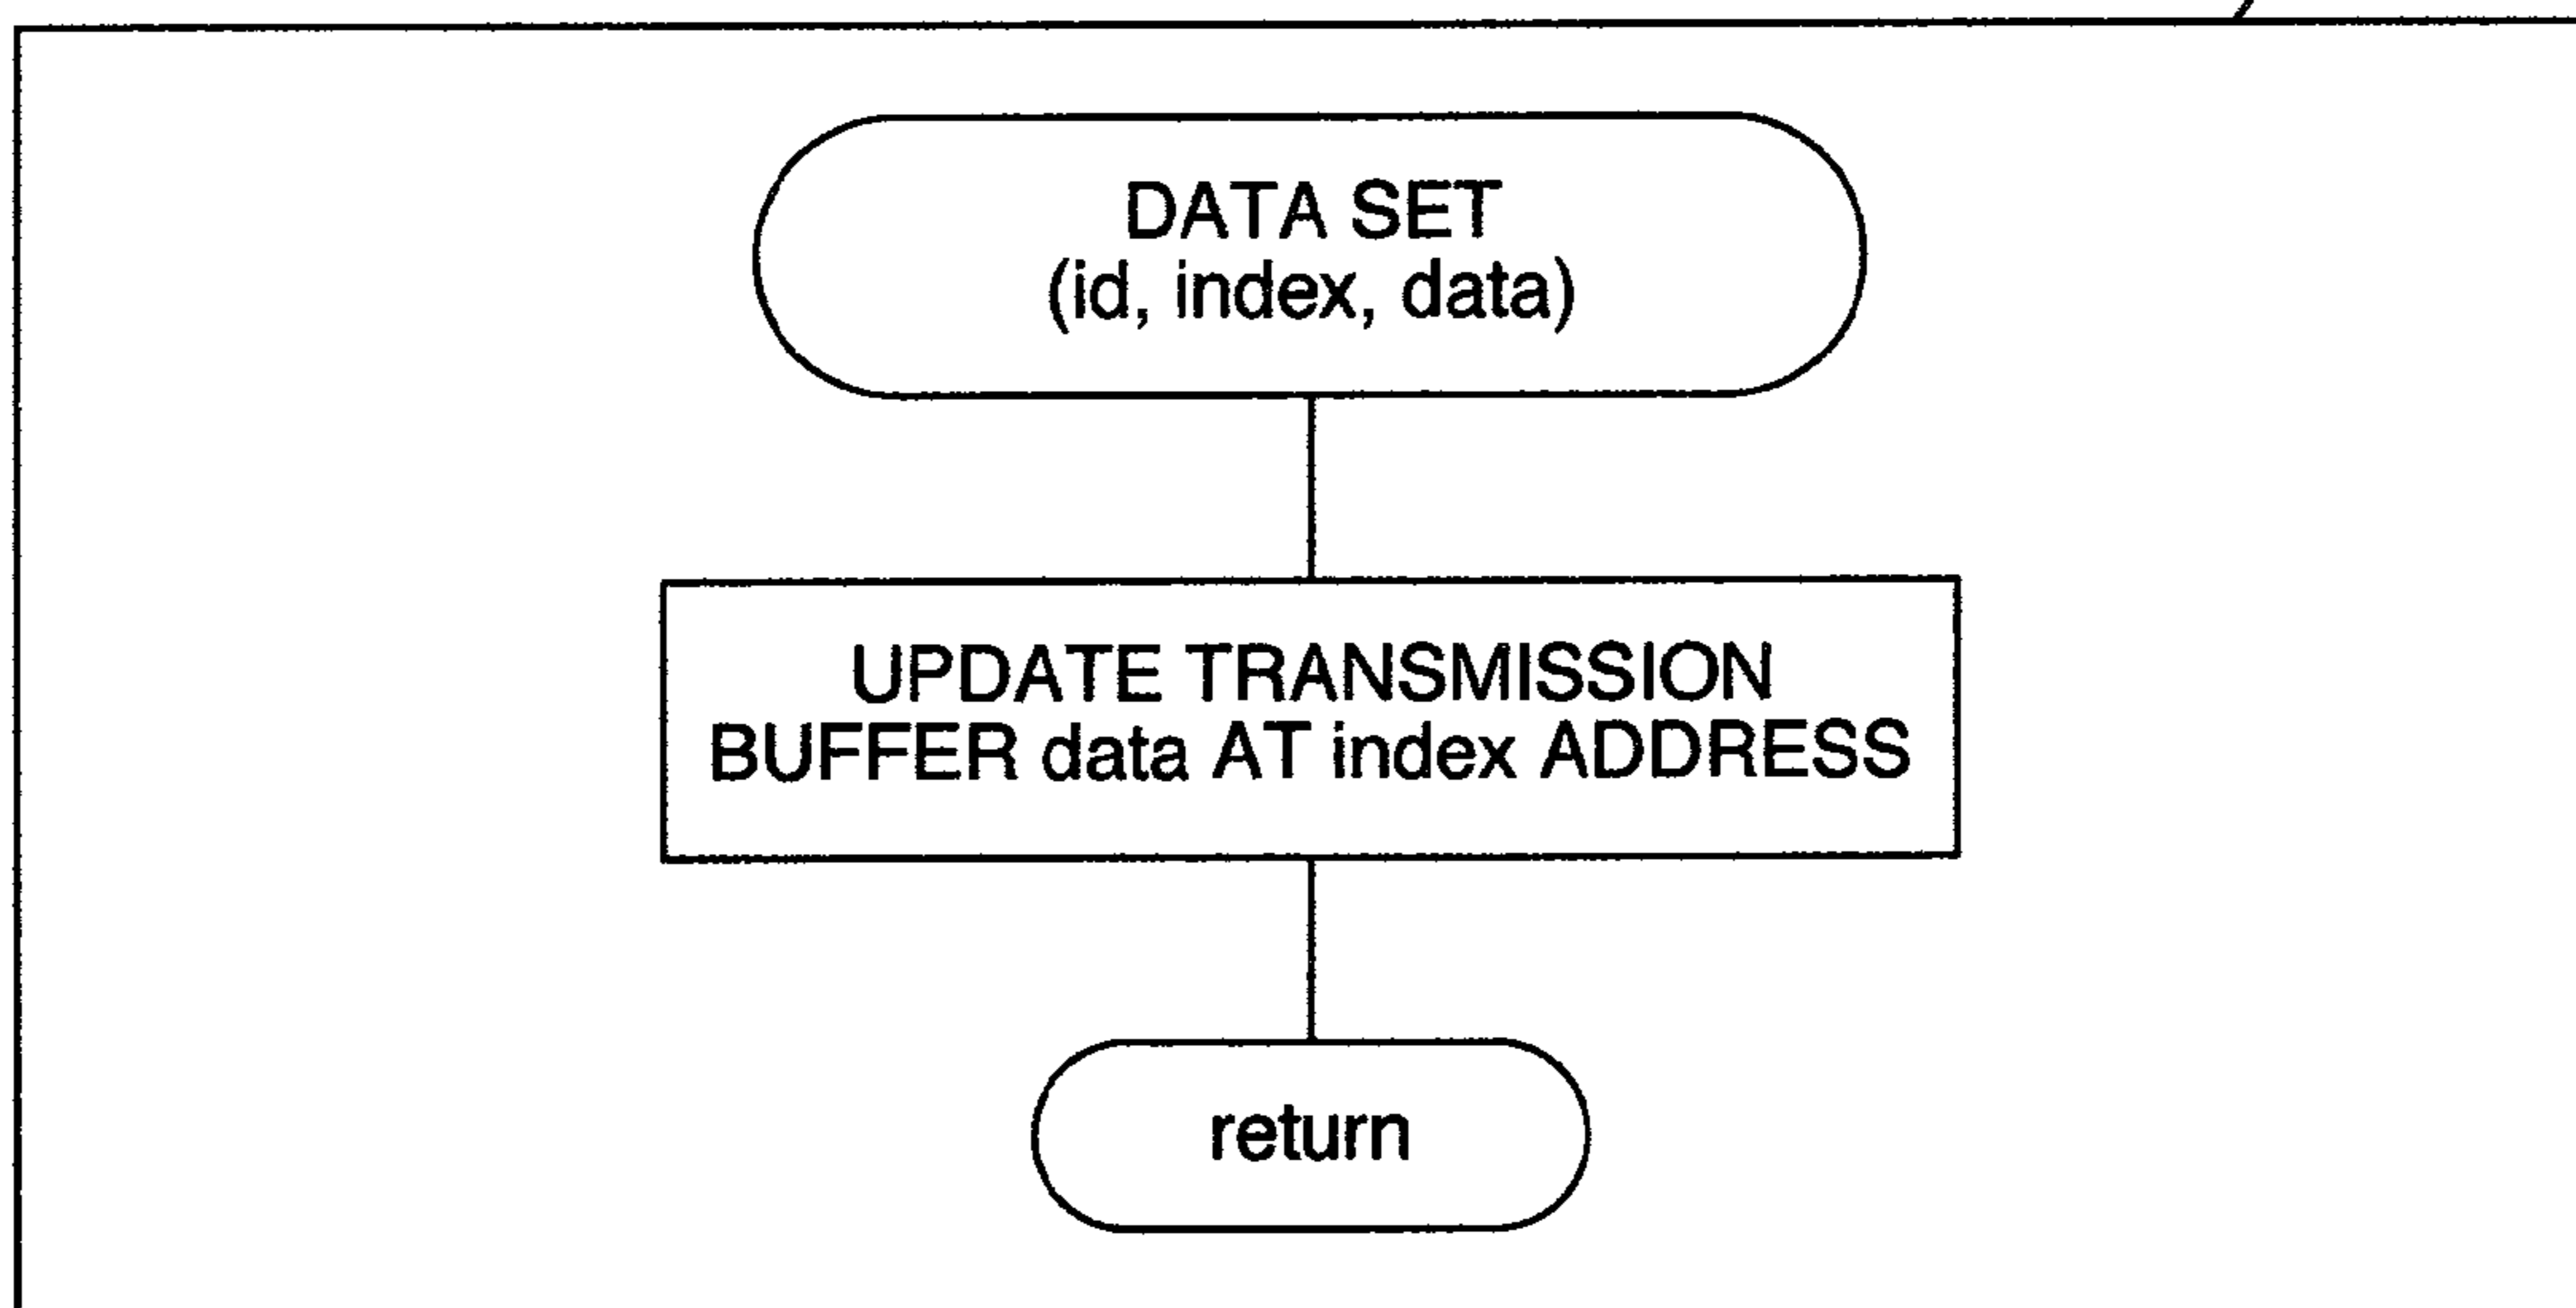 DATA SET
(id, index, data)
UPDATE TRANSMISSION
BUFFER data AT index ADDRESS
return